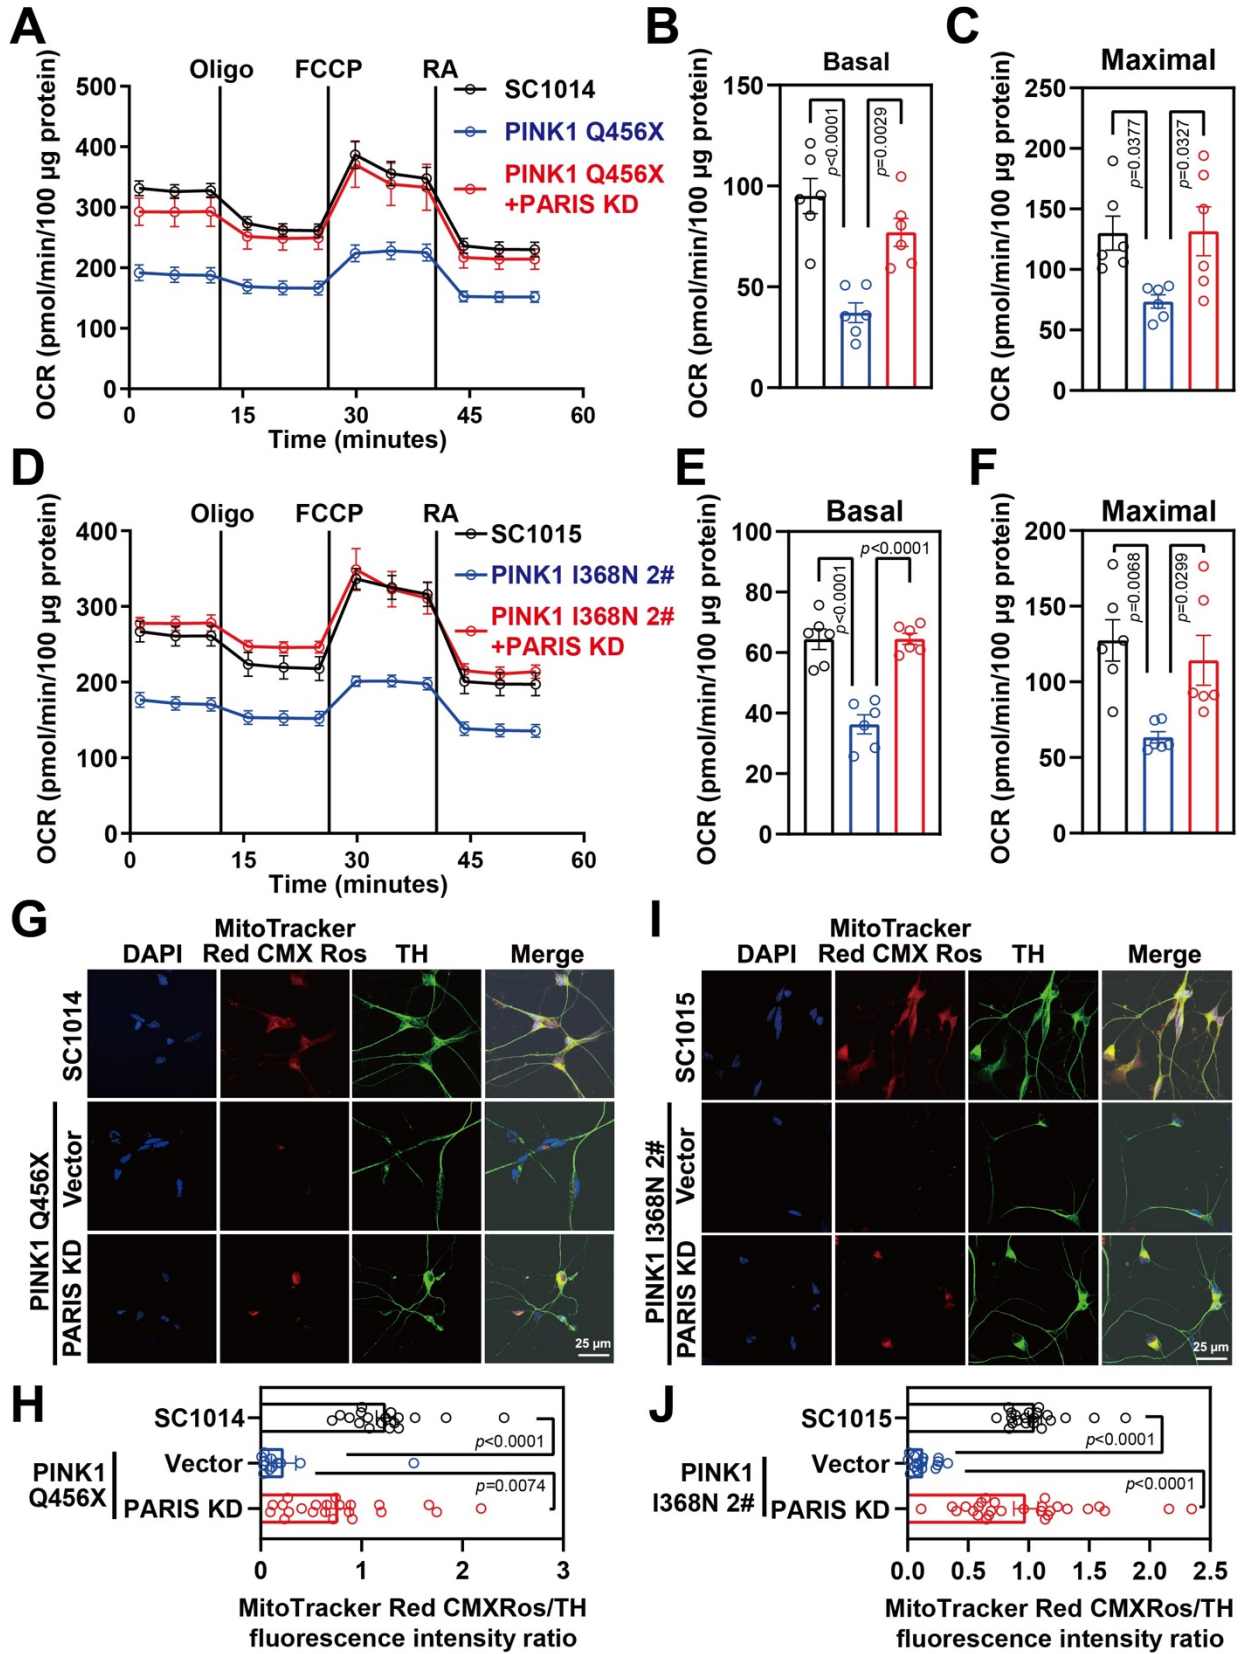 A
Oligo FCCP RA
OCR (pmol/min/100 µg protein)
500
400
300
200
100
0
0 15 30 45 60
Time (minutes)
SC1014
PINK1 Q456X
PINK1 Q456X
+PARIS KD
B
Basal
OCR (pmol/min/100 µg protein)
150
100
50
0
p<0.0001
p=0.0029
C
Maximal
OCR (pmol/min/100 µg protein)
250
200
150
100
50
0
p=0.0377
p=0.0327
D
Oligo FCCP RA
OCR (pmol/min/100 µg protein)
400
300
200
100
0
0 15 30 45 60
Time (minutes)
SC1015
PINK1 I368N 2#
PINK1 I368N 2#
+PARIS KD
E
Basal
OCR (pmol/min/100 µg protein)
100
80
60
40
20
0
p<0.0001
p<0.0001
F
Maximal
OCR (pmol/min/100 µg protein)
200
150
100
50
0
p=0.0068
p=0.0299
G
MitoTracker
DAPI Red CMX Ros TH Merge
SC1014
PINK1 Q456X
Vector
PARIS KD
25 µm
I
MitoTracker
DAPI Red CMX Ros TH Merge
SC1015
PINK1 I368N 2#
Vector
PARIS KD
25 µm
H
SC1014
PINK1
Q456X
Vector
PARIS KD
p<0.0001
p=0.0074
0 1 2 3
MitoTracker Red CMXRos/TH
fluorescence intensity ratio
J
SC1015
PINK1
I368N 2#
Vector
PARIS KD
p<0.0001
p<0.0001
0.0 0.5 1.0 1.5 2.0 2.5
MitoTracker Red CMXRos/TH
fluorescence intensity ratio